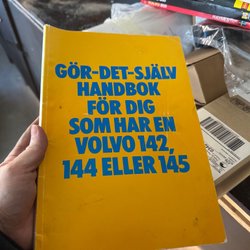 GÖR-DET-SJÄLV
HANDBOK
FÖR DIG
SOM HAR EN
VOLVO 142,
144 ELLER 145